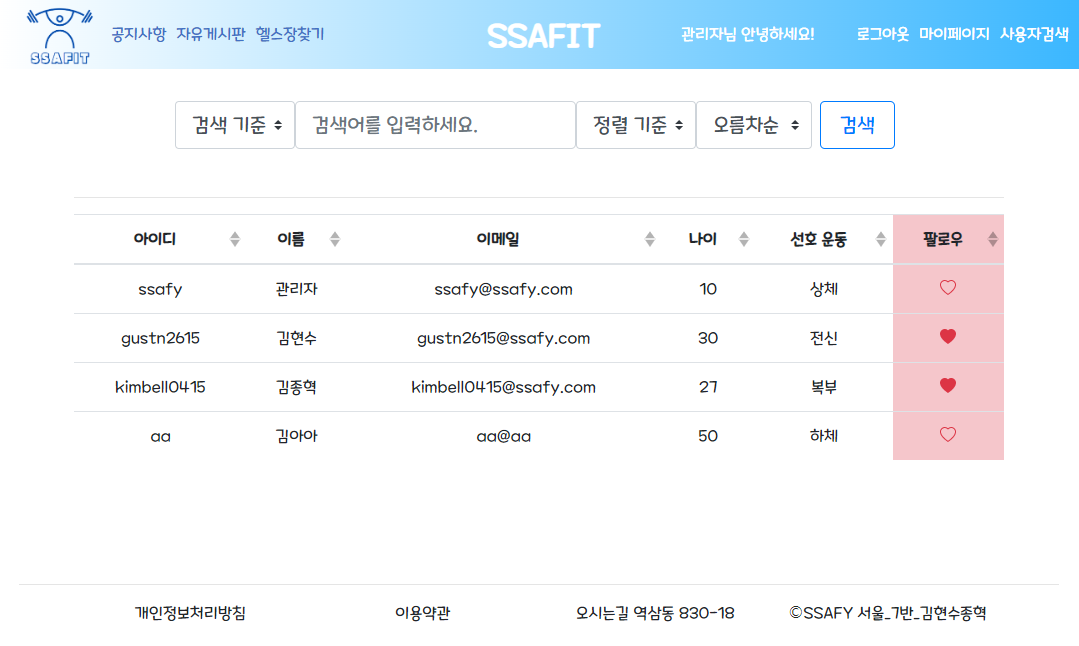 SSAFIT
공지사항 자유게시판 헬스장찾기
SSAFIT
관리자님 안녕하세요!
로그아웃 마이페이지 사용자검색
검색 기준 검색어를 입력하세요. 정렬 기준 오름차순 검색
아이디 이름 이메일 나이 선호 운동 팔로우
ssafy 관리자 ssafy@ssafy.com 10 상체
gustn2615 김현수 gustn2615@ssafy.com 30 전신
kimbell0415 김종혁 kimbell0415@ssafy.com 27 복부
aa 김아아 aa@aa 50 하체
개인정보처리방침 이용약관 오시는길 역삼동 830-18 ©SSAFY 서울_7반_김현수종혁